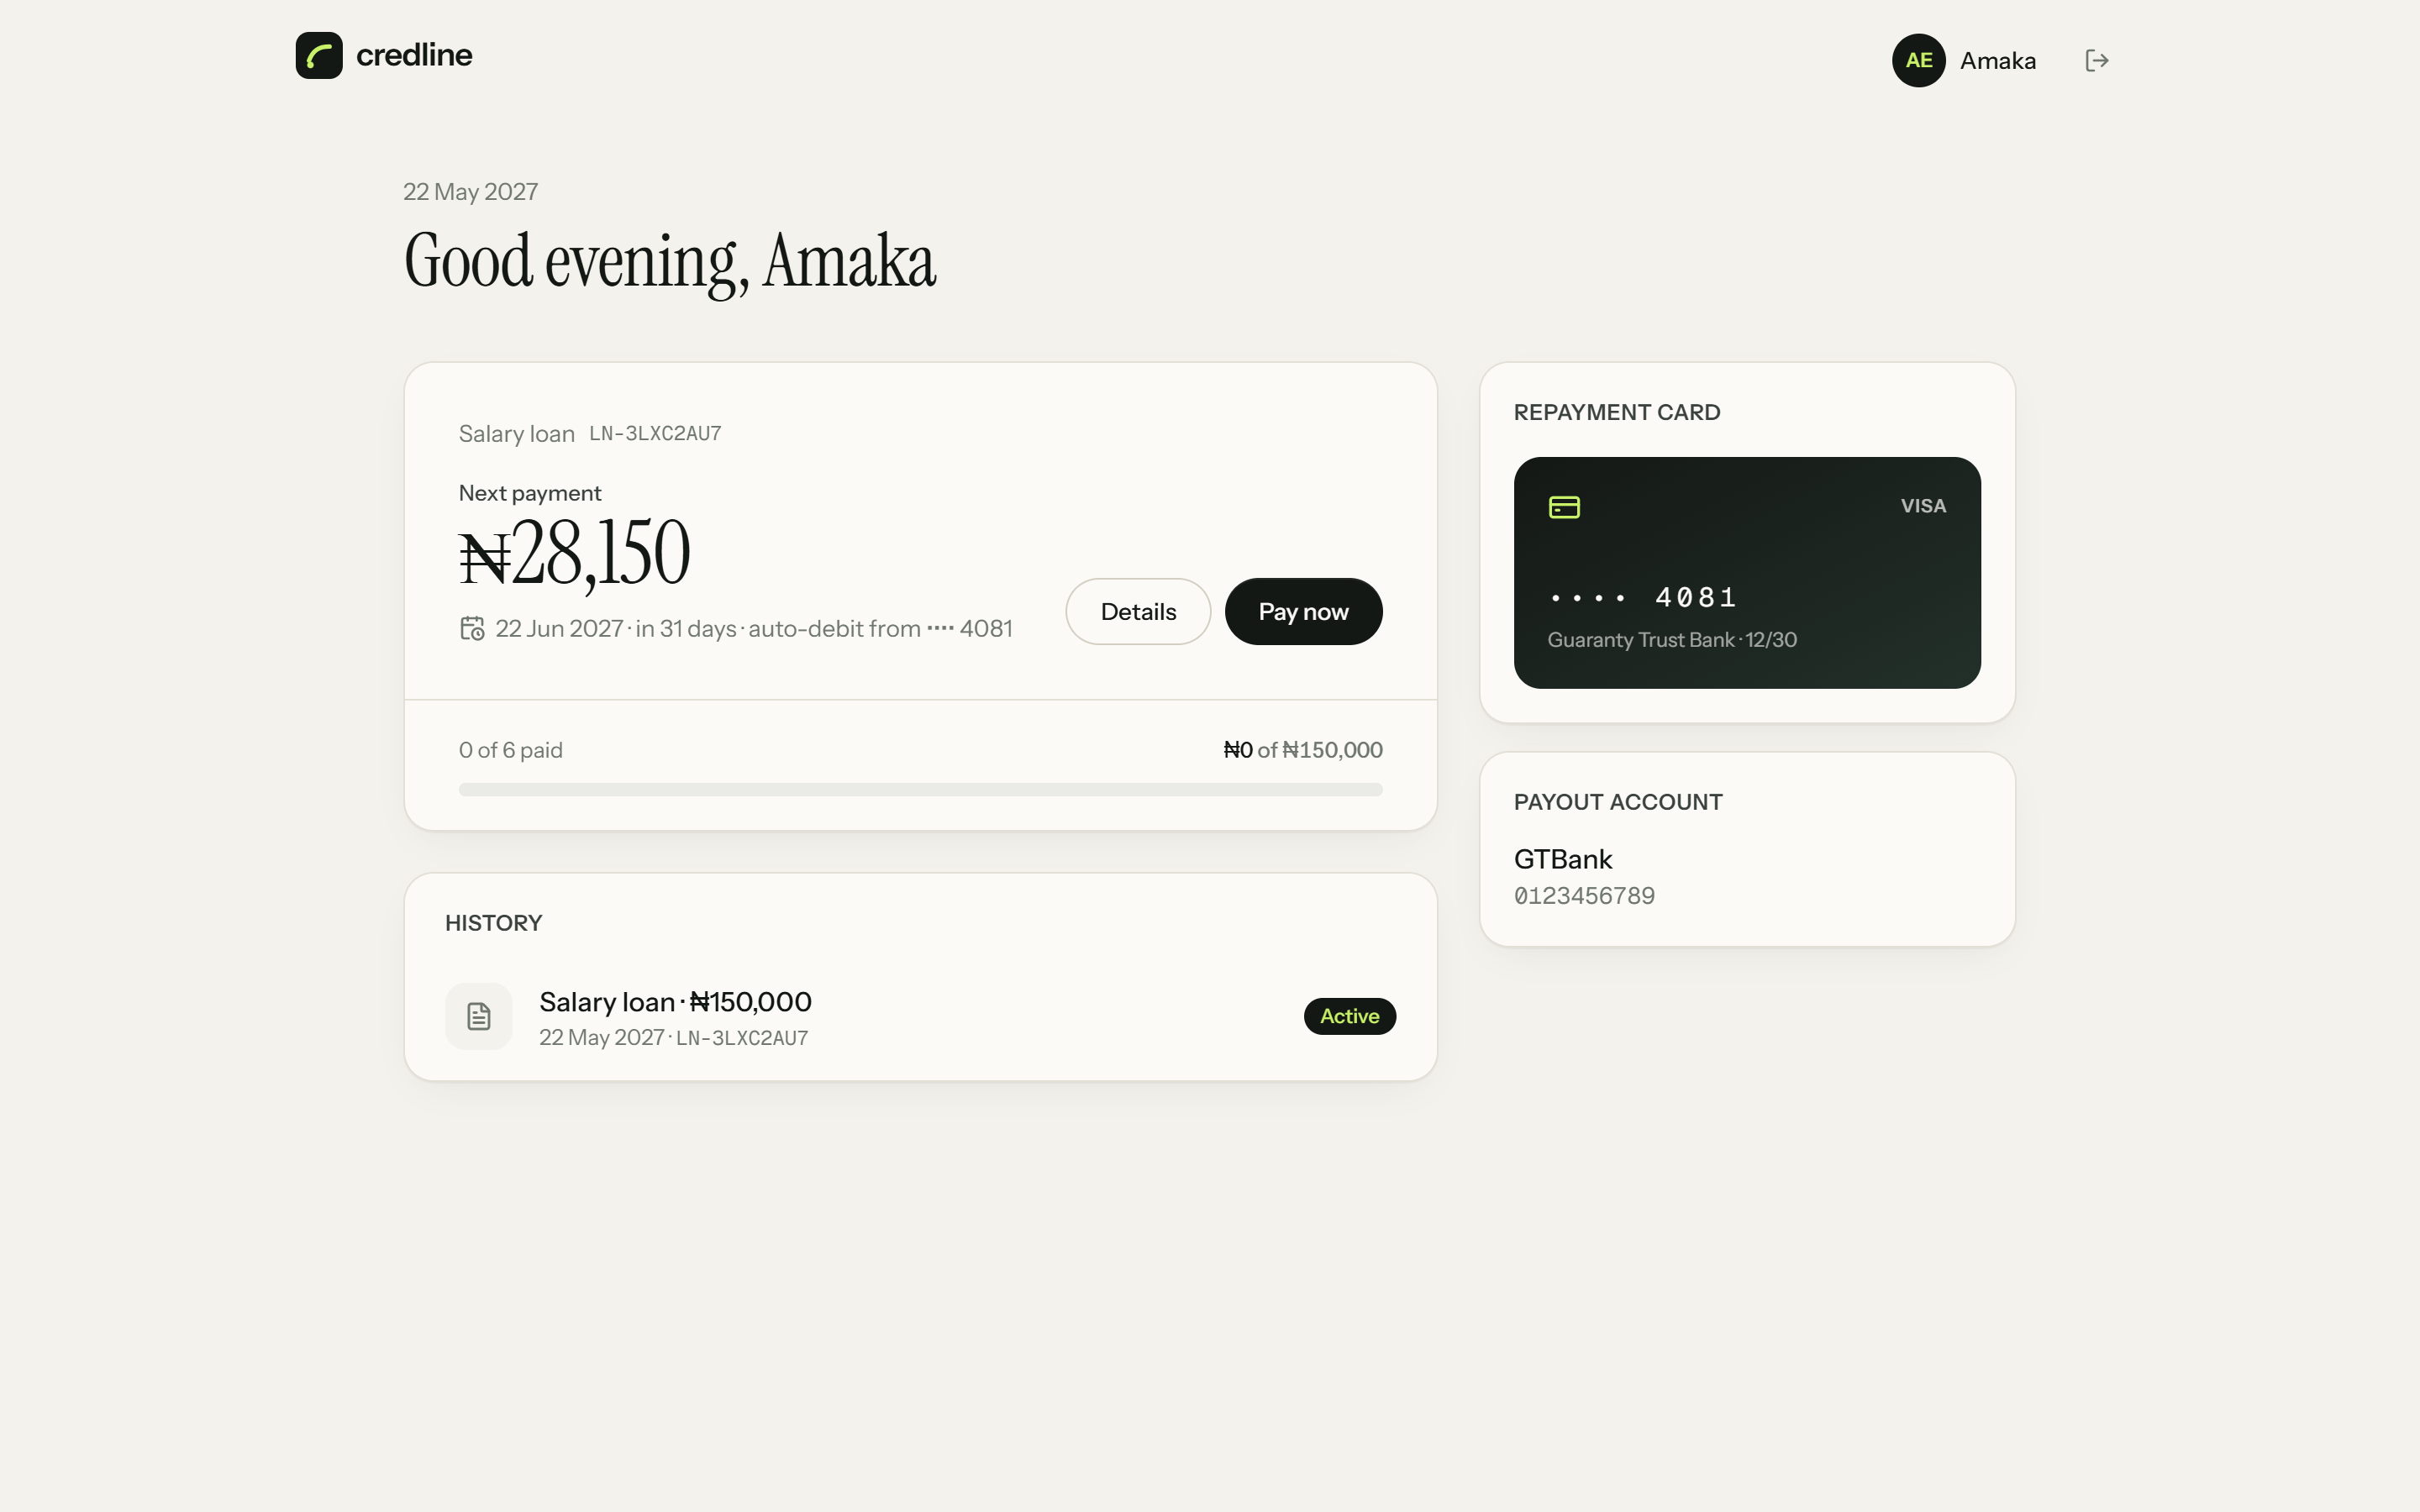 credline
AE Amaka
22 May 2027
Good evening, Amaka
Salary loan LN-3LXC2AU7
Next payment
₦28,150
22 Jun 2027 · in 31 days · auto-debit from •••• 4081
Details
Pay now
0 of 6 paid
₦0 of ₦150,000
HISTORY
Salary loan · ₦150,000
22 May 2027 · LN-3LXC2AU7
Active
REPAYMENT CARD
VISA
•••• 4081
Guaranty Trust Bank · 12/30
PAYOUT ACCOUNT
GTBank
0123456789